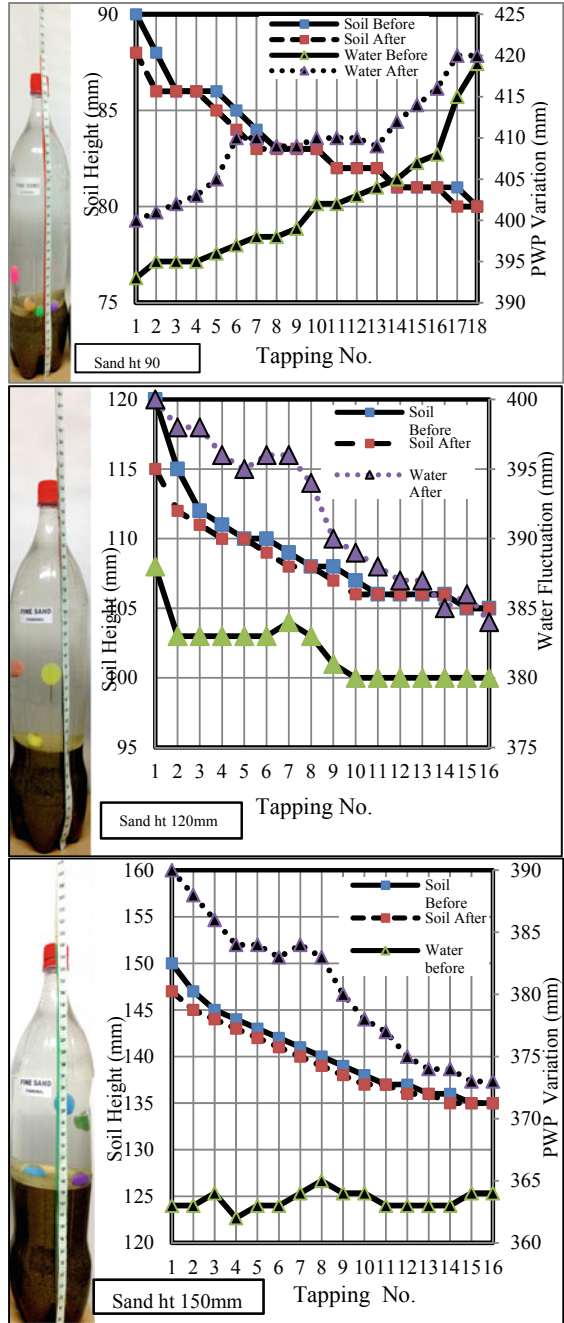 Soil Height (mm)
90
85
80
75
Soil Before
Soil After
Water Before
Water After
425
420
415
410
405
400
395
390
PWP Variation (mm)
1 2 3 4 5 6 7 8 9 10 11 12 13 14 15 16 17 18
Tapping No.
FINE SAND
Sand ht 90
Soil Height (mm)
120
115
110
105
100
95
Soil
Before
Soil After
Water
After
400
395
390
385
380
375
Water Fluctuation (mm)
1 2 3 4 5 6 7 8 9 10 11 12 13 14 15 16
Tapping No.
FINE SAND
Sand ht 120mm
Soil Height (mm)
160
155
150
145
140
135
130
125
120
Soil
Before
Soil After
Water
before
390
385
380
375
370
365
360
PWP Variation (mm)
1 2 3 4 5 6 7 8 9 10 11 12 13 14 15 16
Tapping No.
FINE SAND
Sand ht 150mm